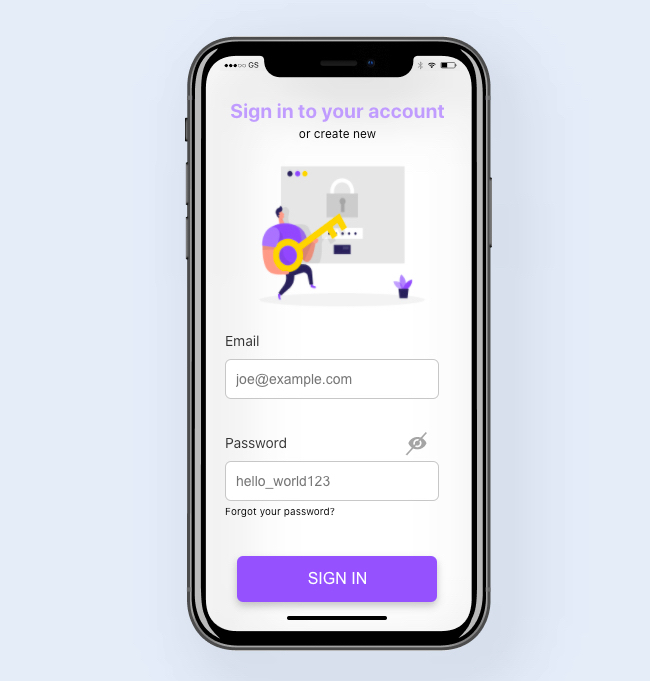 GS
Sign in to your account
or create new
Email
joe@example.com
Password
hello_world123
Forgot your password?
SIGN IN